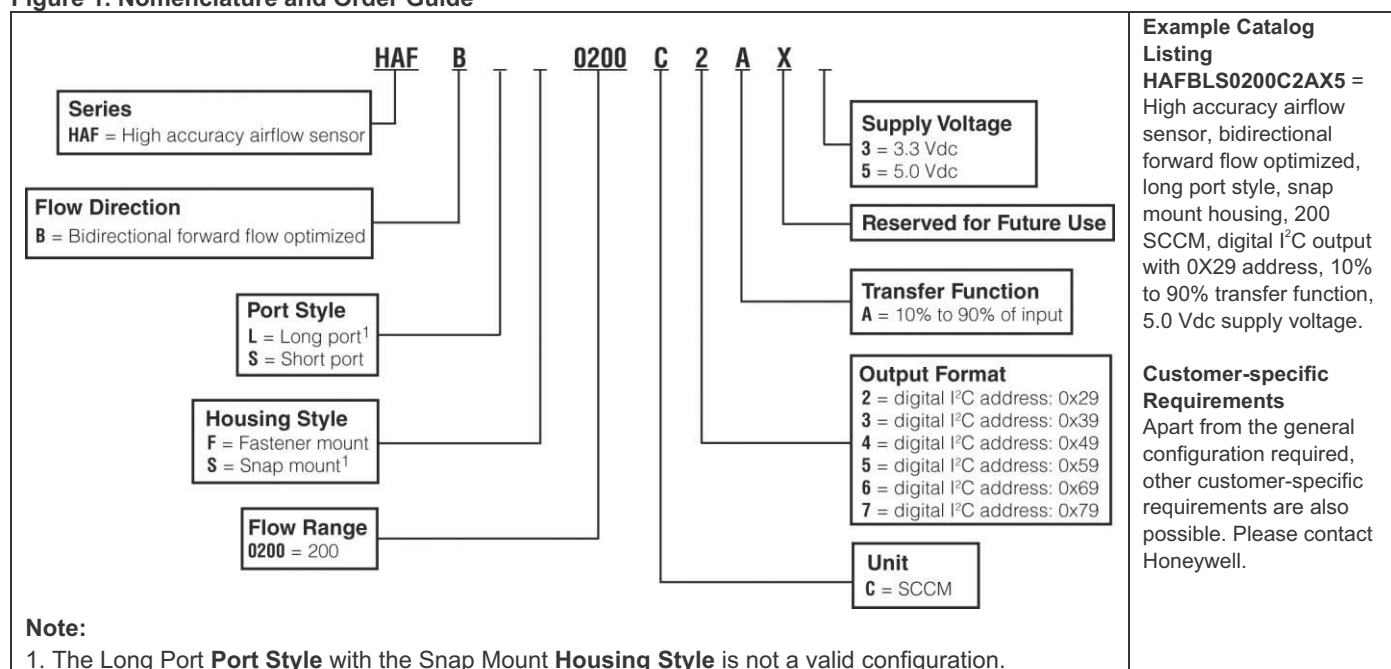 Figure 1. Nomenclature and Order Guide
HAF B _ _ 0200 C 2 A X _
Series
HAF = High accuracy airflow sensor
Flow Direction
B = Bidirectional forward flow optimized
Port Style
L = Long port¹
S = Short port
Housing Style
F = Fastener mount
S = Snap mount¹
Flow Range
0200 = 200
Supply Voltage
3 = 3.3 Vdc
5 = 5.0 Vdc
Reserved for Future Use
Transfer Function
A = 10% to 90% of input
Output Format
2 = digital I²C address: 0x29
3 = digital I²C address: 0x39
4 = digital I²C address: 0x49
5 = digital I²C address: 0x59
6 = digital I²C address: 0x69
7 = digital I²C address: 0x79
Unit
C = SCCM
Note:
1. The Long Port Port Style with the Snap Mount Housing Style is not a valid configuration.
Example Catalog
Listing
HAFBLS0200C2AX5 =
High accuracy airflow
sensor, bidirectional
forward flow optimized,
long port style, snap
mount housing, 200
SCCM, digital I²C output
with 0X29 address, 10%
to 90% transfer function,
5.0 Vdc supply voltage.
Customer-specific
Requirements
Apart from the general
configuration required,
other customer-specific
requirements are also
possible. Please contact
Honeywell.